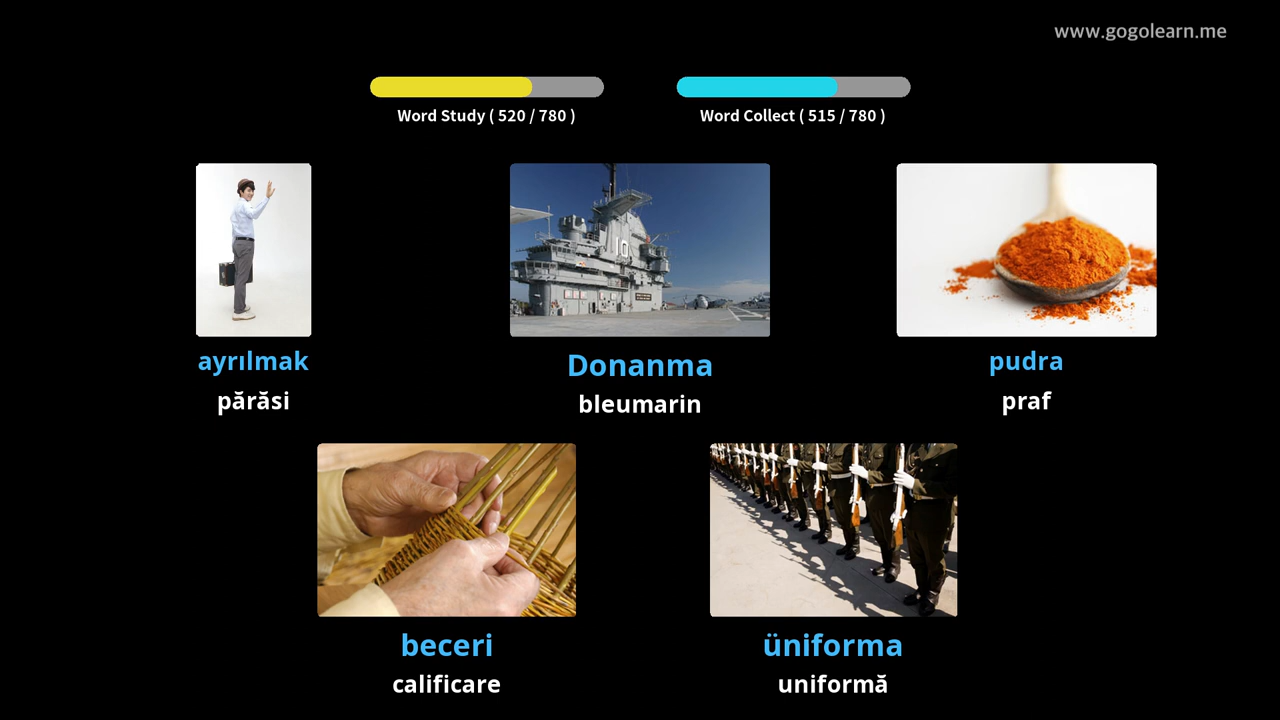 www.gogolearn.me
Word Study ( 520 / 780 )
Word Collect ( 515 / 780 )
ayrılmak
părăsi
Donanma
bleumarin
pudra
praf
beceri
calificare
üniforma
uniformă